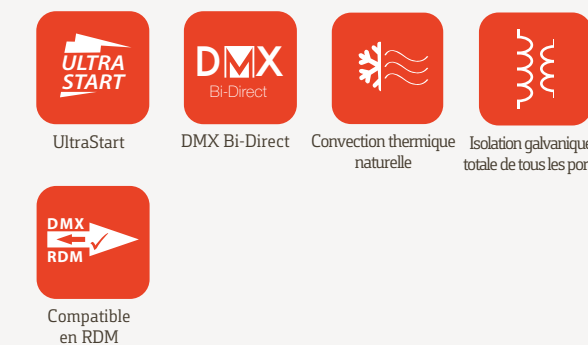 ULTRA
START
UltraStart
DMX
Bi-Direct
DMX Bi-Direct
Convection thermique
naturelle
Isolation galvanique
totale de tous les por
DMX
RDM
Compatible
en RDM